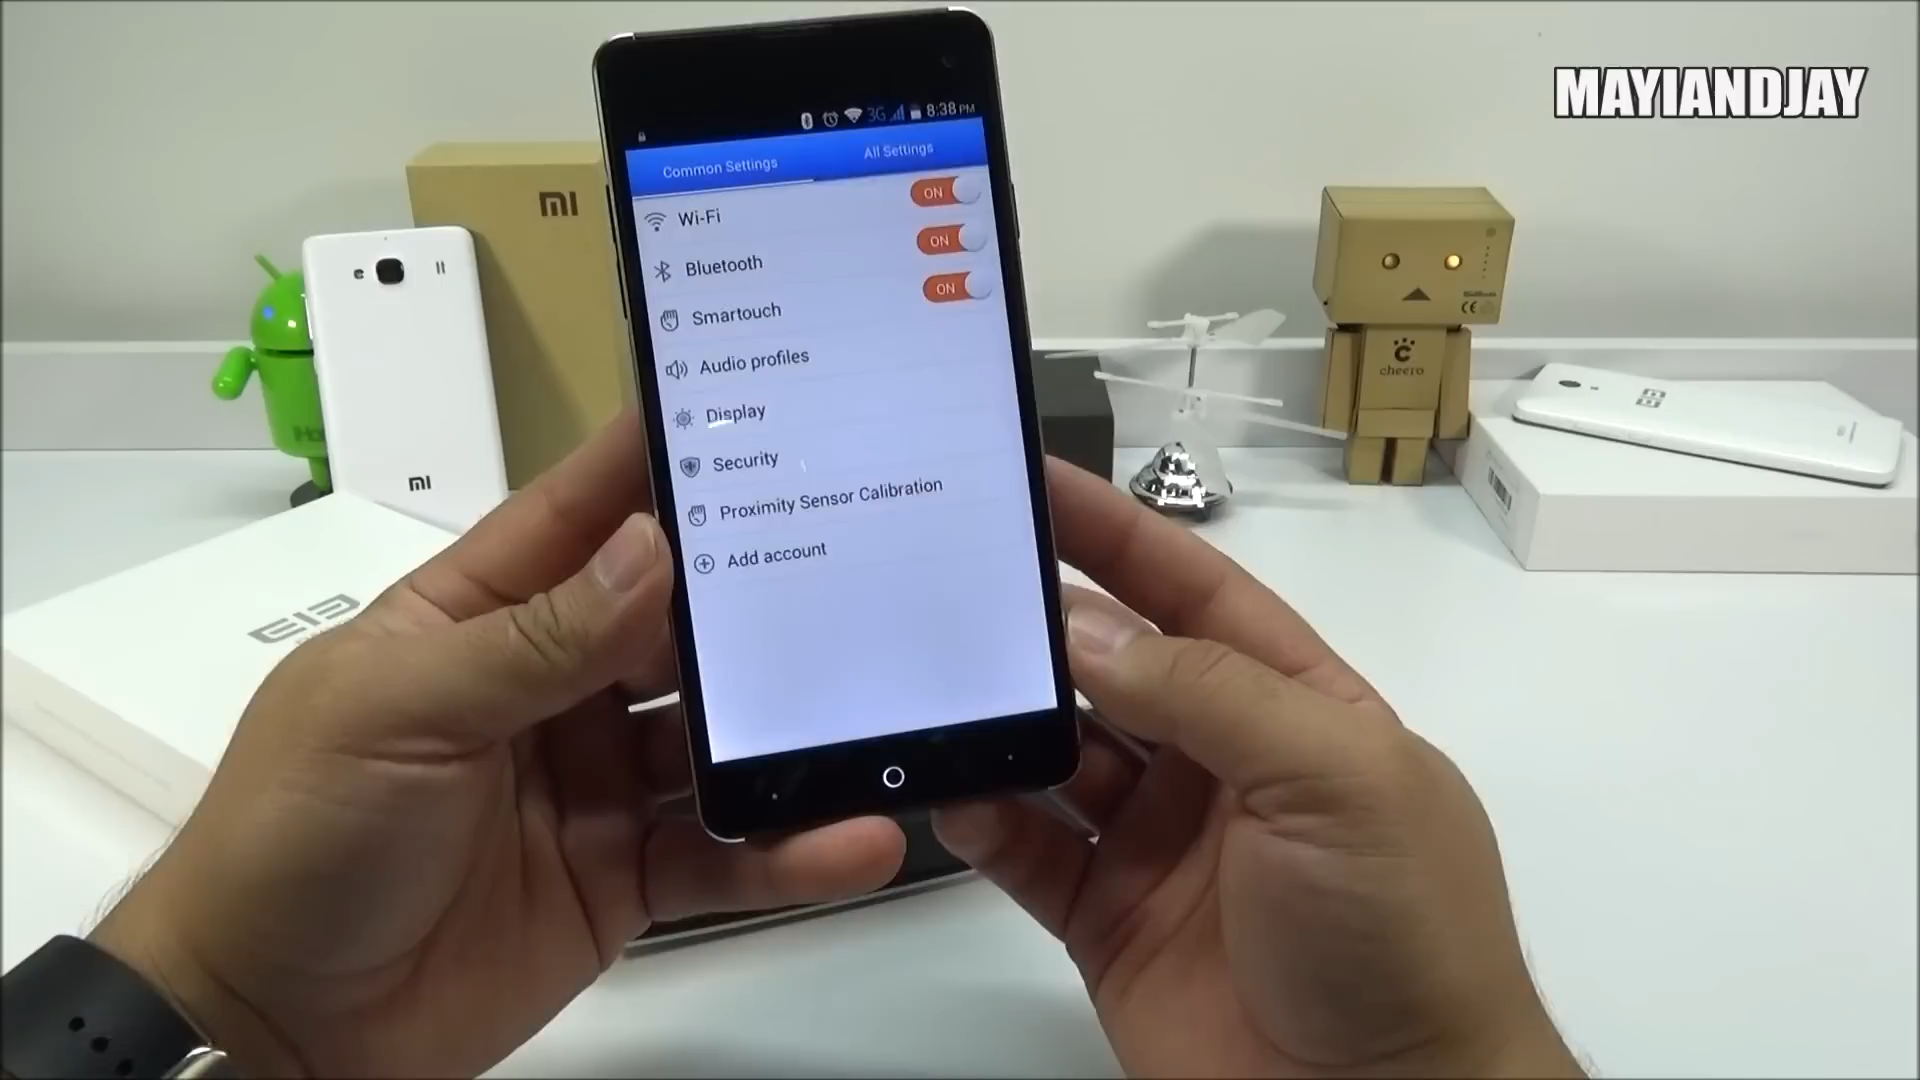 MAYIANDJAY
3G 8:38 PM
Common Settings
All Settings
Wi-Fi
ON
Bluetooth
ON
Smartouch
ON
Audio profiles
Display
Security
Proximity Sensor Calibration
Add account
MI
MI
cheero
CE